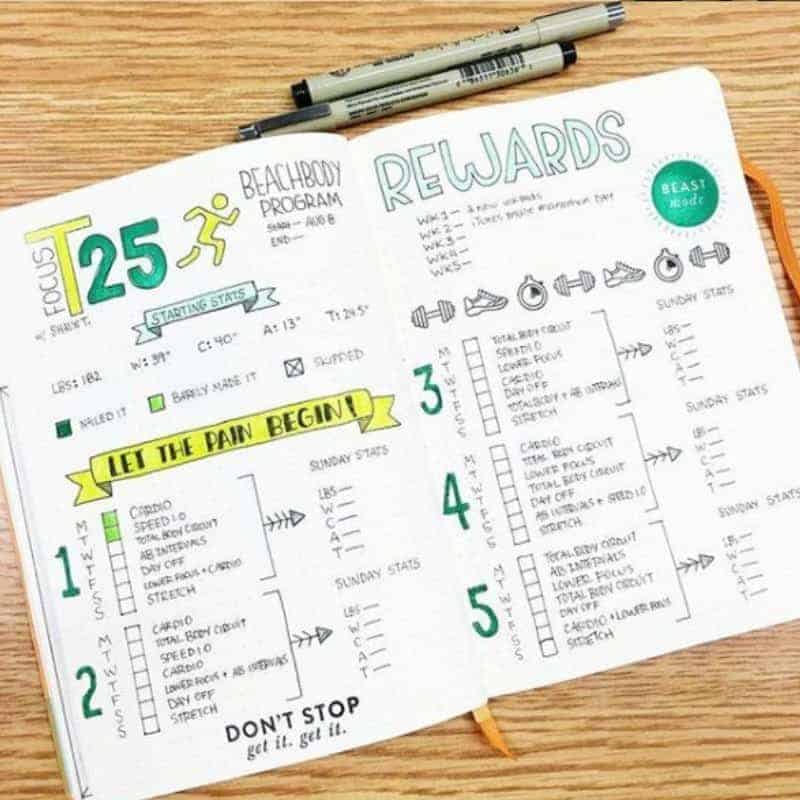 FOCUS
T25
W/ SHAUN T.
BEACHBODY
PROGRAM
START— AUG 8
END—
STARTING STATS
LBS: 182 W: 39" C: 40" A: 13" T: 24.5"
NAILED IT BARELY MADE IT SKIPPED
LET THE PAIN BEGIN!
1
SUNDAY STATS
M CARDIO
T SPEED 1.0
W TOTAL BODY CIRCUIT
T AB INTERVALS
F DAY OFF
S LOWER FOCUS + CARDIO
S STRETCH
LBS—
W—
C—
A—
T—
2
SUNDAY STATS
M CARDIO
T TOTAL BODY CIRCUIT
W SPEED 1.0
T CARDIO
F LOWER FOCUS + AB INTERVALS
S DAY OFF
S STRETCH
LBS—
W—
C—
A—
T—
DON'T STOP
get it. get it.
REWARDS
WK 1—
WK 2—
WK 3—
WK 4—
WK 5—
BEAST
mode
3
SUNDAY STATS
M TOTAL BODY CIRCUIT
T SPEED 1.0
W LOWER FOCUS
T CARDIO
F DAY OFF
S TOTAL BODY + AB INTERVALS
S STRETCH
LBS—
W—
C—
A—
T—
4
SUNDAY STATS
M CARDIO
T TOTAL BODY CIRCUIT
W LOWER FOCUS
T TOTAL BODY CIRCUIT
F DAY OFF
S AB INTERVALS + SPEED 1.0
S STRETCH
LBS—
W—
C—
A—
T—
5
SUNDAY STATS
M TOTAL BODY CIRCUIT
T AB INTERVALS
W LOWER FOCUS
T TOTAL BODY CIRCUIT
F DAY OFF
S CARDIO + LOWER FOCUS
S STRETCH
LBS—
W—
C—
A—
T—